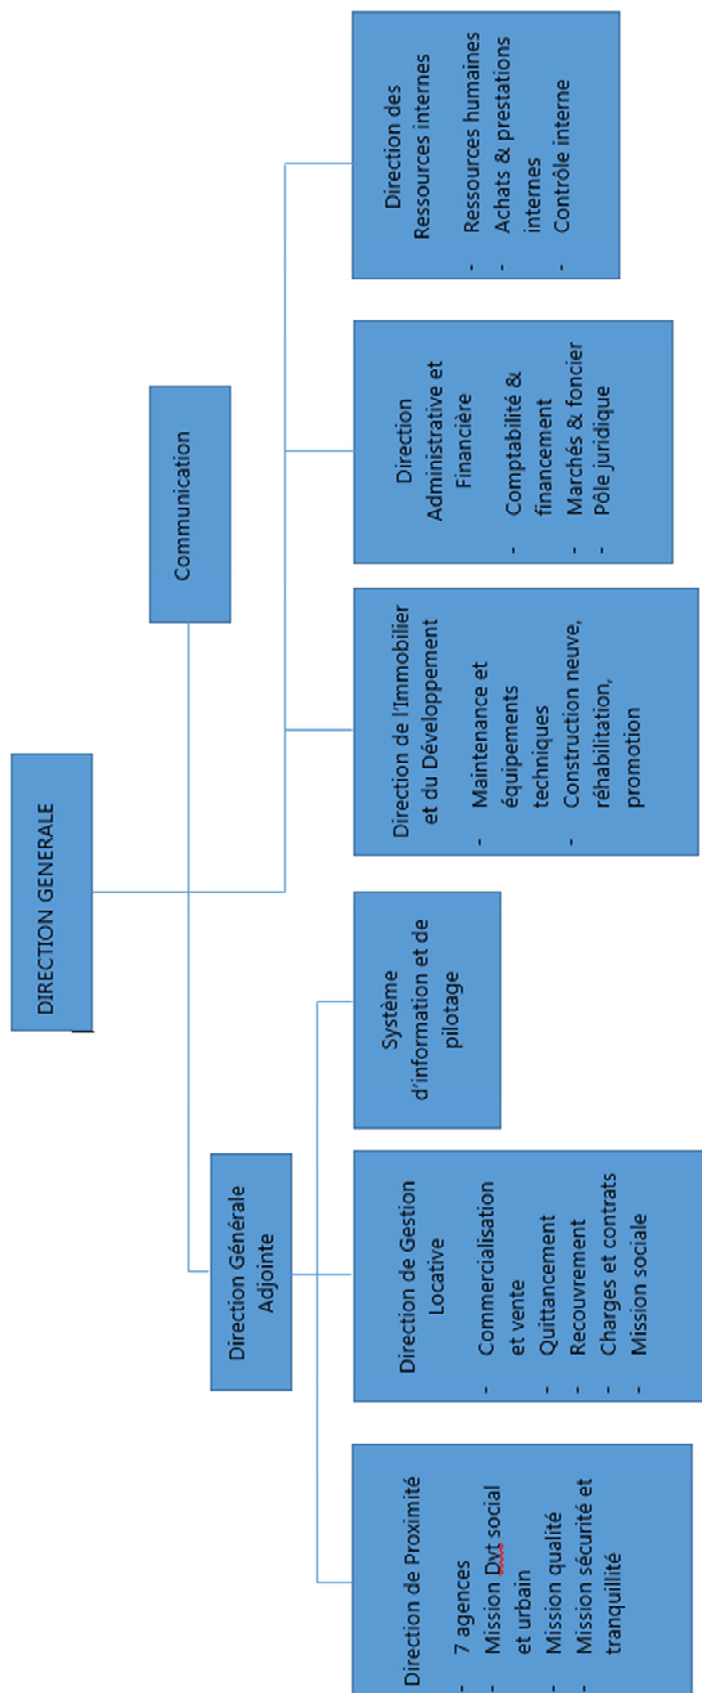 DIRECTION GENERALE
Communication
Direction Générale
Adjointe
Direction de Proximité
- 7 agences
- Mission Dvt social
et urbain
- Mission qualité
- Mission sécurité et
tranquillité
Direction de Gestion
Locative
- Commercialisation
et vente
- Quittancement
- Recouvrement
- Charges et contrats
- Mission sociale
Système
d'information et de
pilotage
Direction de l'Immobilier
et du Développement
- Maintenance et
équipements
techniques
- Construction neuve,
réhabilitation,
promotion
Direction
Administrative et
Financière
- Comptabilité &
financement
- Marchés & foncier
- Pôle juridique
Direction des
Ressources internes
- Ressources humaines
- Achats & prestations
internes
- Contrôle interne